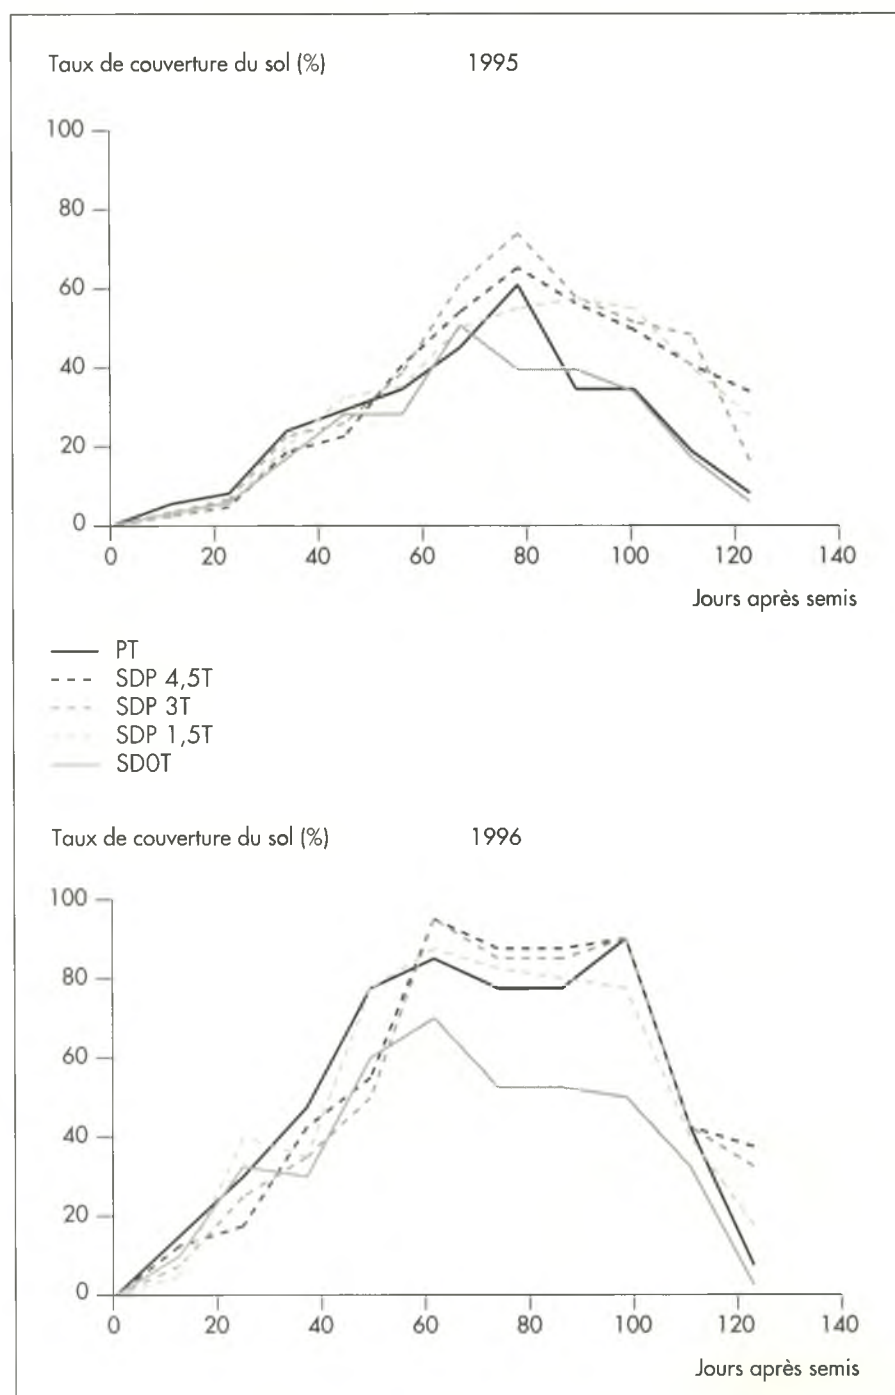 Taux de couverture du sol (%) 1995
100
80
60
40
20
0
0 20 40 60 80 100 120 140
Jours après semis
PT
SDP 4,5T
SDP 3T
SDP 1,5T
SD0T
Taux de couverture du sol (%) 1996
100
80
60
40
20
0
0 20 40 60 80 100 120 140
Jours après semis